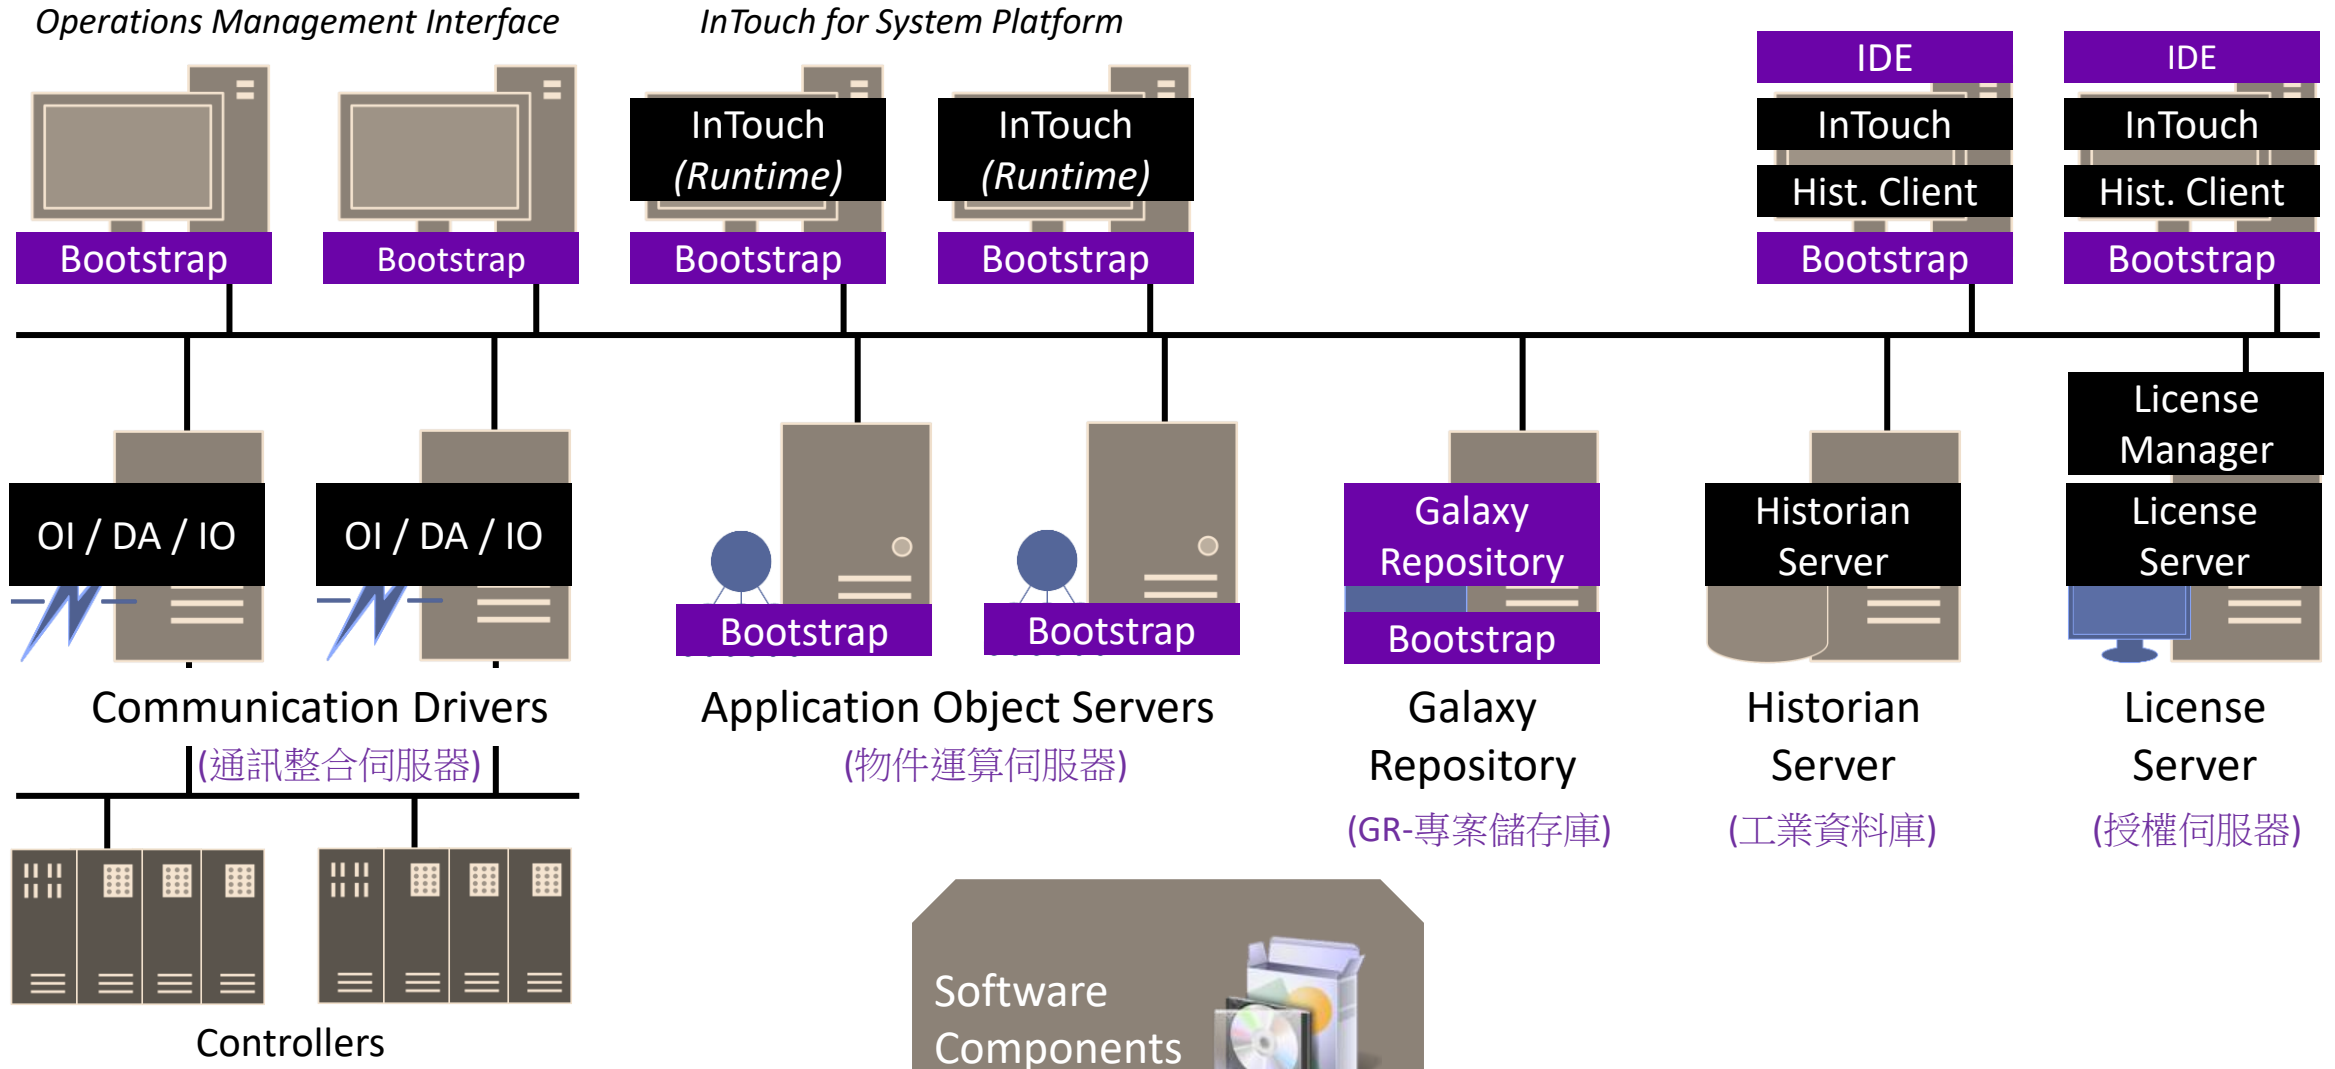 Operations Management Interface
InTouch for System Platform
IDE
IDE
InTouch
(Runtime)
InTouch
(Runtime)
InTouch
InTouch
Hist. Client
Hist. Client
Bootstrap
Bootstrap
Bootstrap
Bootstrap
Bootstrap
Bootstrap
License
Manager
OI / DA / IO
OI / DA / IO
Galaxy
Repository
Historian
Server
License
Server
Bootstrap
Bootstrap
Bootstrap
Communication Drivers
(通訊整合伺服器)
Application Object Servers
(物件運算伺服器)
Galaxy
Repository
(GR-專案儲存庫)
Historian
Server
(工業資料庫)
License
Server
(授權伺服器)
Controllers
Software
Components